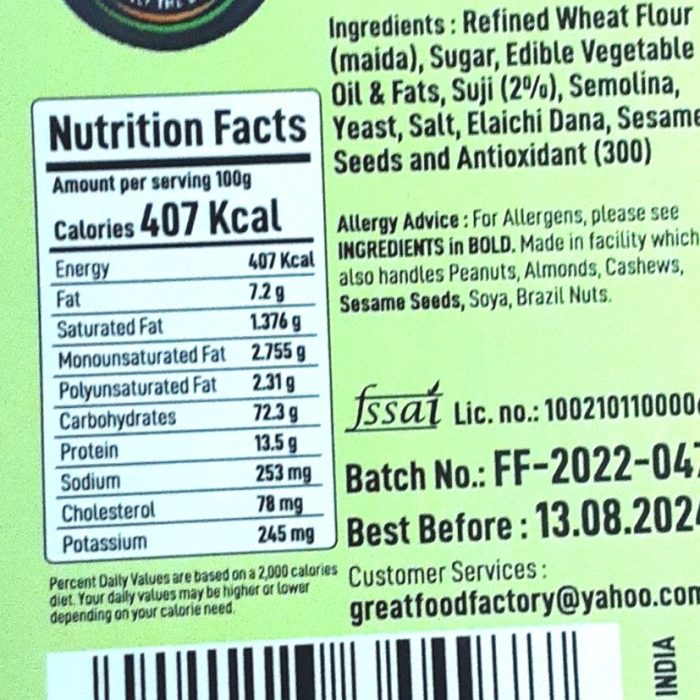 Ingredients : Refined Wheat Flour
(maida), Sugar, Edible Vegetable
Oil & Fats, Suji (2%), Semolina,
Yeast, Salt, Elaichi Dana, Sesame
Seeds and Antioxidant (300)
Nutrition Facts
Amount per serving 100g
Calories 407 Kcal
Energy 407 Kcal
Fat 7.2 g
Saturated Fat 1.376 g
Monounsaturated Fat 2.755 g
Polyunsaturated Fat 2.31 g
Carbohydrates 72.3 g
Protein 13.5 g
Sodium 253 mg
Cholesterol 78 mg
Potassium 245 mg
Percent Daily Values are based on a 2,000 calories
diet. Your daily values may be higher or lower
depending on your calorie need.
Allergy Advice : For Allergens, please see
INGREDIENTS in BOLD. Made in facility which
also handles Peanuts, Almonds, Cashews,
Sesame Seeds, Soya, Brazil Nuts.
fssai Lic. no.: 100210110000
Batch No.: FF-2022-047
Best Before : 13.08.202
Customer Services :
greatfoodfactory@yahoo.com
INDIA